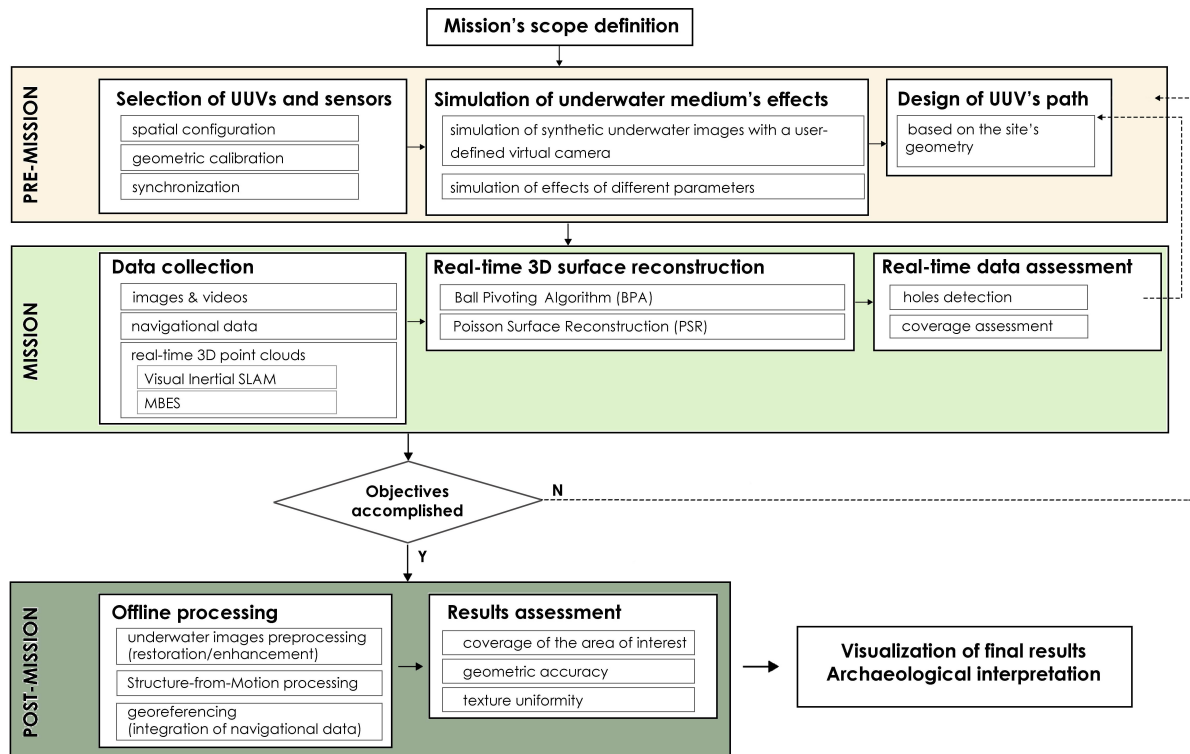 Mission's scope definition
PRE-MISSION
Selection of UUVs and sensors
spatial configuration
geometric calibration
synchronization
Simulation of underwater medium's effects
simulation of synthetic underwater images with a user-
defined virtual camera
simulation of effects of different parameters
Design of UUV's path
based on the site's
geometry
MISSION
Data collection
images & videos
navigational data
real-time 3D point clouds
Visual Inertial SLAM
MBES
Real-time 3D surface reconstruction
Ball Pivoting Algorithm (BPA)
Poisson Surface Reconstruction (PSR)
Real-time data assessment
holes detection
coverage assessment
Objectives
accomplished
N
Y
POST-MISSION
Offline processing
underwater images preprocessing
(restoration/enhancement)
Structure-from-Motion processing
georeferencing
(integration of navigational data)
Results assessment
coverage of the area of interest
geometric accuracy
texture uniformity
Visualization of final results
Archaeological interpretation